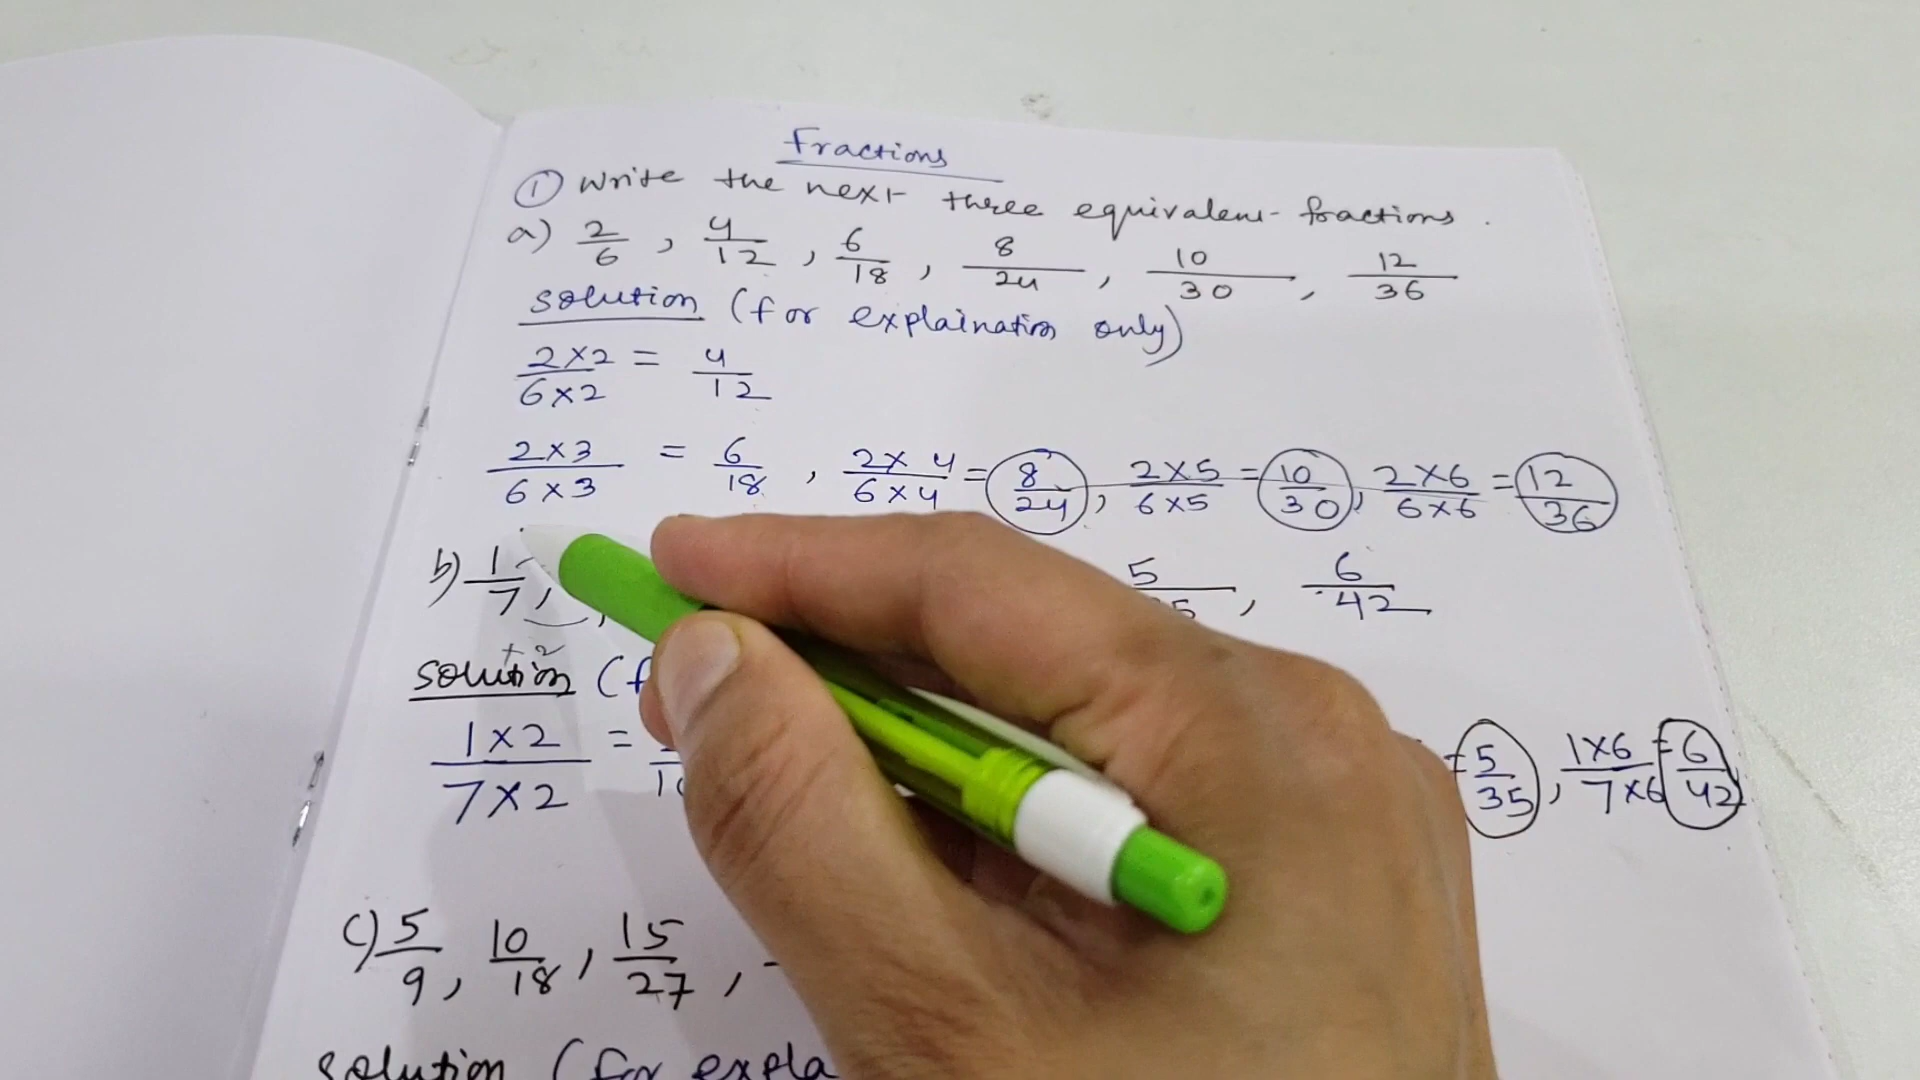 Fractions
① Write the next three equivalent fractions.
a) 2/6, 4/12, 6/18, 8/24, 10/30, 12/36
solution (for explaination only)
2×2/6×2 = 4/12
2×3/6×3 = 6/18, 2×4/6×4 = 8/24, 2×5/6×5 = 10/30, 2×6/6×6 = 12/36
b) 1/7, 6/42
+2
solution
1×2/7×2 = = 5/35, 1×6/7×6 = 6/42
c) 5/9, 10/18, 15/27,
solution (for